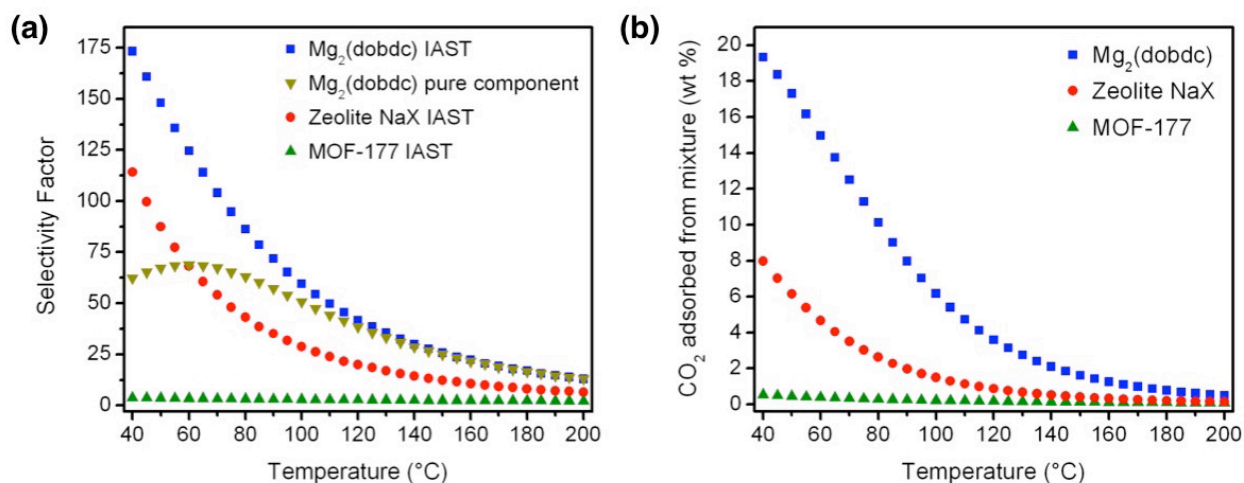 (a)
175
150
125
100
75
50
25
0
Selectivity Factor
Mg₂(dobdc) IAST
Mg₂(dobdc) pure component
Zeolite NaX IAST
MOF-177 IAST
40 60 80 100 120 140 160 180 200
Temperature (°C)
(b)
20
18
16
14
12
10
8
6
4
2
0
CO₂ adsorbed from mixture (wt %)
Mg₂(dobdc)
Zeolite NaX
MOF-177
40 60 80 100 120 140 160 180 200
Temperature (°C)